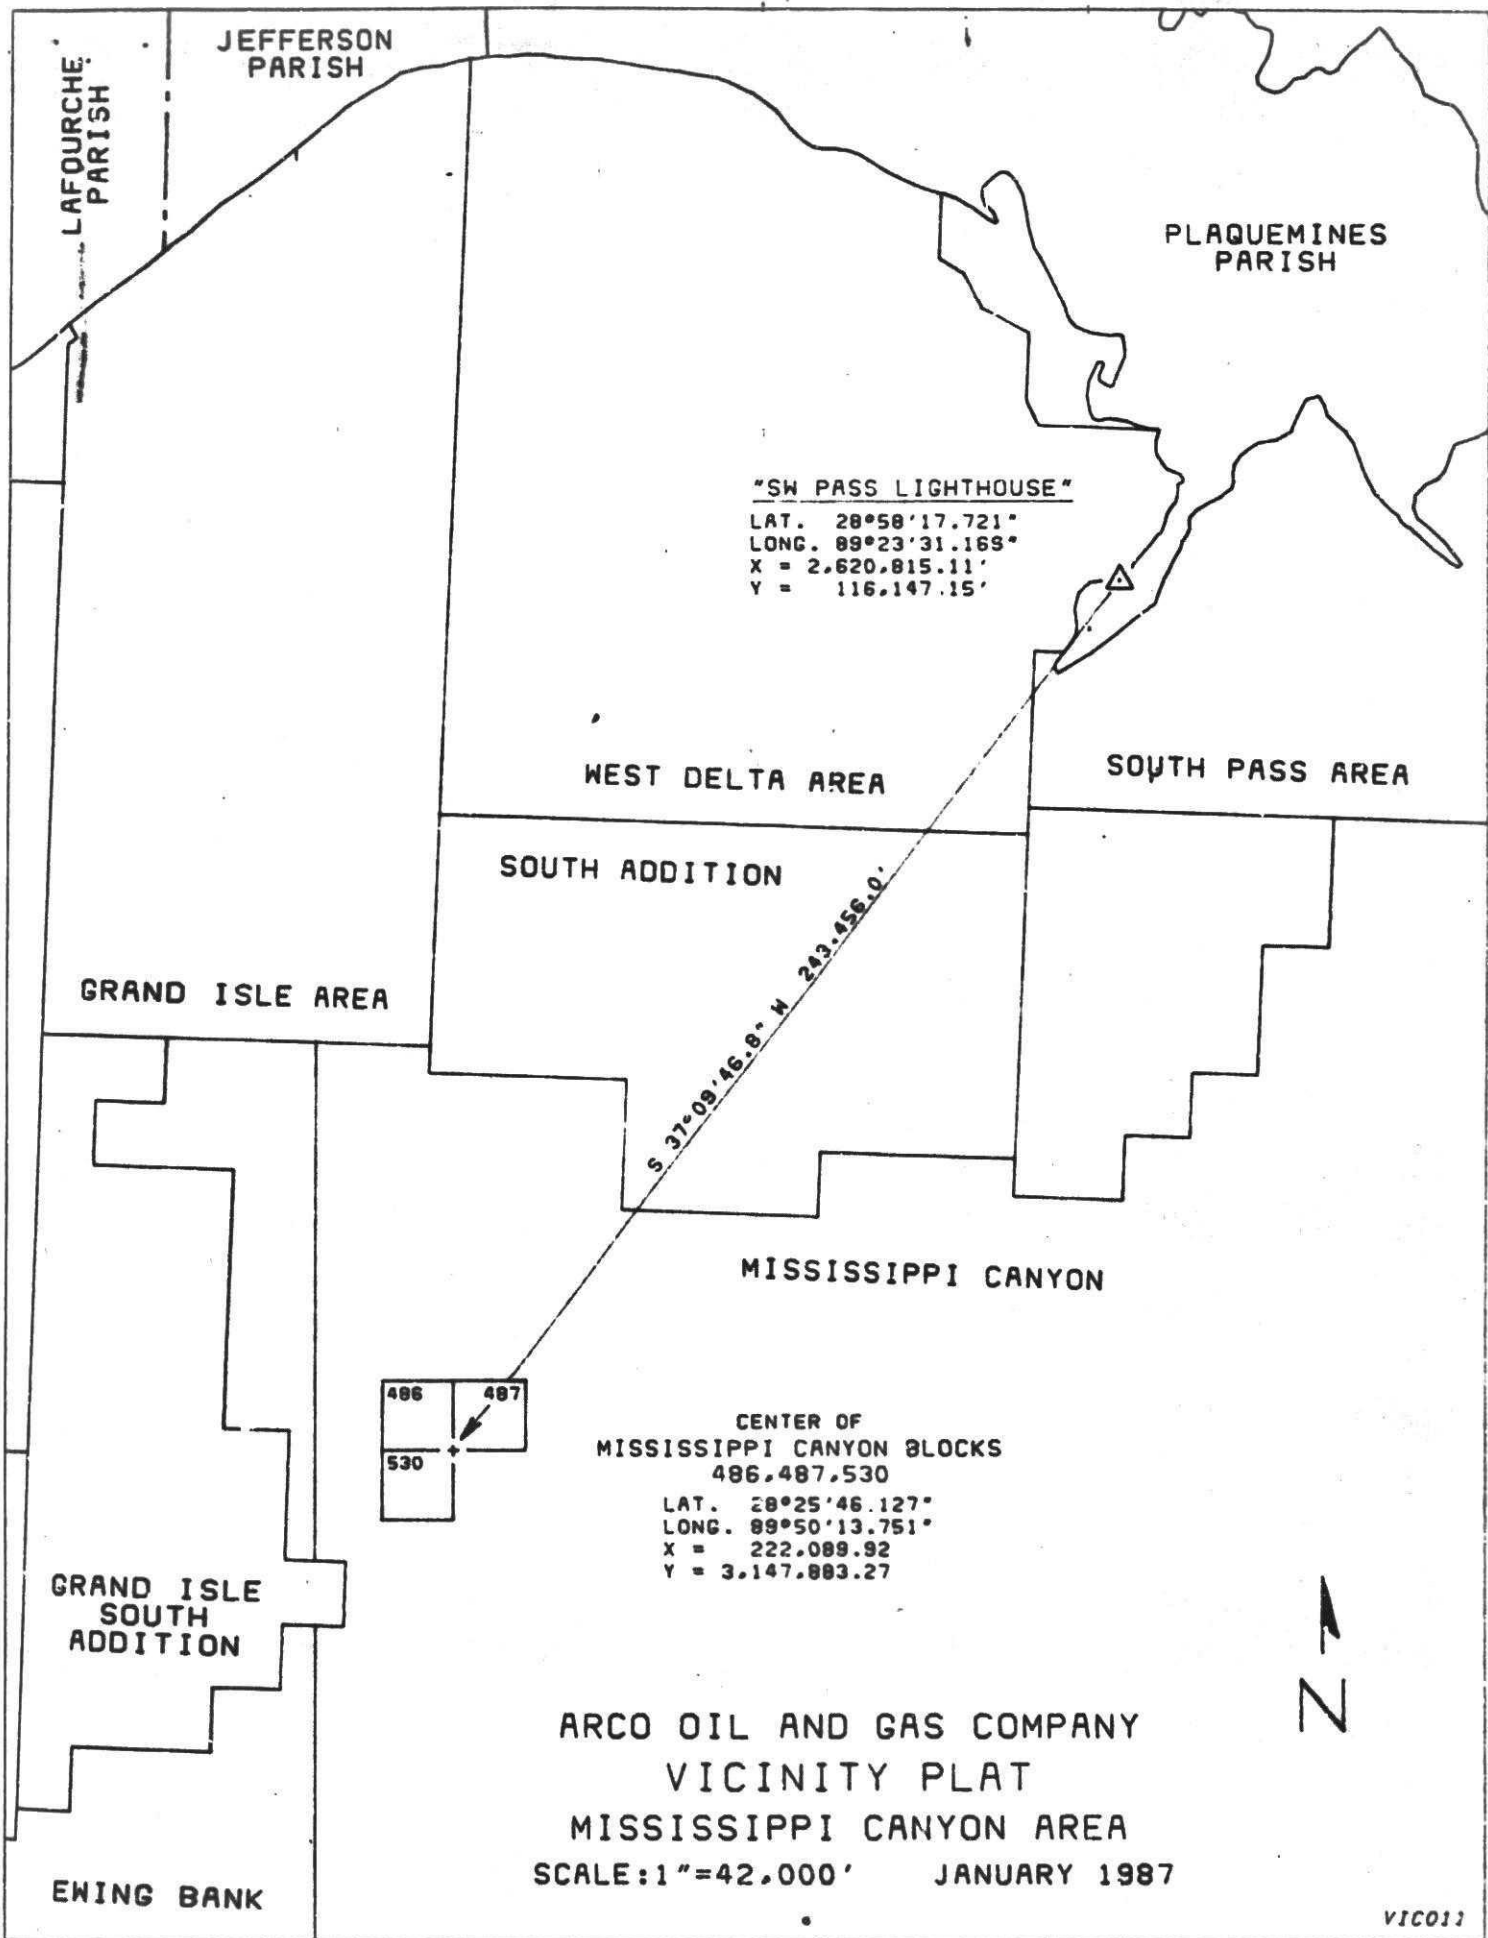 JEFFERSON
PARISH
LAFOURCHE
PARISH
PLAQUEMINES
PARISH
"SW PASS LIGHTHOUSE"
LAT. 28°58'17.721"
LONG. 89°23'31.169"
X = 2,620,815.11'
Y = 116,147.15'
WEST DELTA AREA
SOUTH PASS AREA
SOUTH ADDITION
S 37°09'46.8" W 243,456.0'
GRAND ISLE AREA
MISSISSIPPI CANYON
486
487
530
CENTER OF
MISSISSIPPI CANYON BLOCKS
486,487,530
LAT. 28°25'46.127"
LONG. 89°50'13.751"
X = 222,089.92
Y = 3,147,883.27
GRAND ISLE
SOUTH
ADDITION
N
ARCO OIL AND GAS COMPANY
VICINITY PLAT
MISSISSIPPI CANYON AREA
SCALE: 1"=42,000' JANUARY 1987
EWING BANK
VIC011